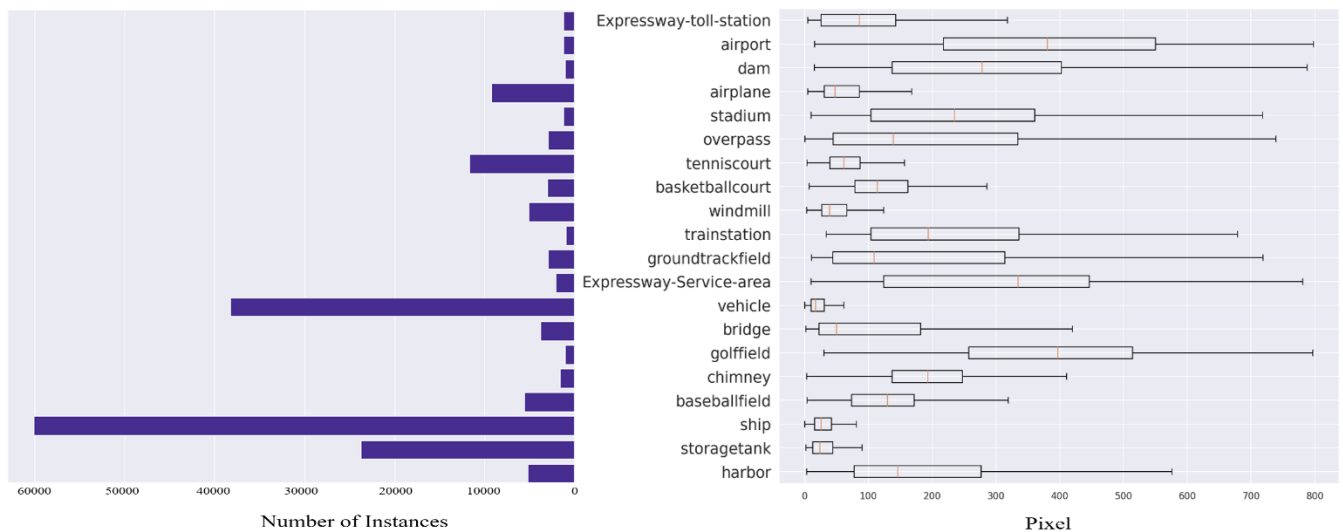 Expressway-toll-station
airport
dam
airplane
stadium
overpass
tenniscourt
basketballcourt
windmill
trainstation
groundtrackfield
Expressway-Service-area
vehicle
bridge
golffield
chimney
baseballfield
ship
storagetank
harbor
60000 50000 40000 30000 20000 10000 0
0 100 200 300 400 500 600 700 800
Number of Instances
Pixel